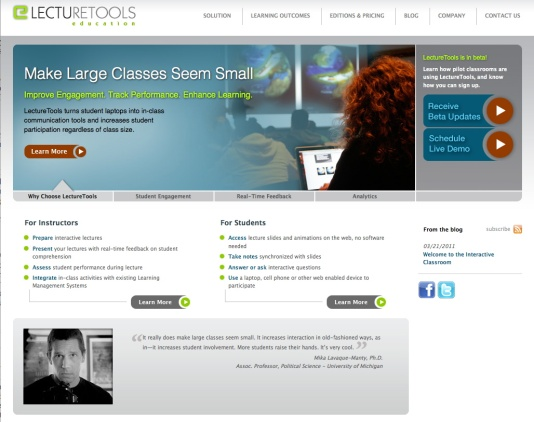 LECTURETOOLS
education
SOLUTION
LEARNING OUTCOMES
EDITIONS & PRICING
BLOG
COMPANY
CONTACT US
Make Large Classes Seem Small
Improve Engagement. Track Performance. Enhance Learning.
LectureTools turns student laptops into in-class
communication tools and increases student
participation regardless of class size.
Learn More
LectureTools is in beta!
Learn how pilot classrooms are
using LectureTools, and know
how you can sign up.
Receive
Beta Updates
Schedule
Live Demo
Why Choose LectureTools
Student Engagement
Real-Time Feedback
Analytics
For Instructors
Prepare interactive lectures
Present your lectures with real-time feedback on student
comprehension
Assess student performance during lecture
Integrate in-class activities with existing Learning
Management Systems
Learn More
For Students
Access lecture slides and animations on the web, no software
needed
Take notes synchronized with slides
Answer or ask interactive questions
Use a laptop, cell phone or other web enabled device to
participate
Learn More
From the blog
subscribe
03/21/2011
Welcome to the Interactive
Classroom
“It really does make large classes seem small. It increases interaction in old-fashioned ways, as
in—it increases student involvement. More students raise their hands. It's very cool.”
Mika Lavaque-Manty, Ph.D.
Assoc. Professor, Political Science - University of Michigan